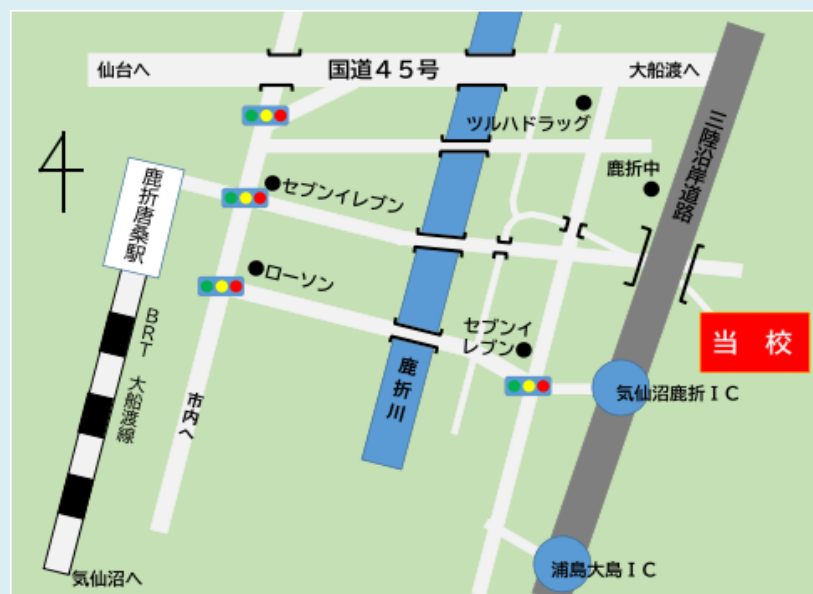 仙台へ
国道４５号
大船渡へ
ツルハドラッグ
三陸沿岸道路
鹿折中
セブンイレブン
鹿折唐桑駅
ローソン
セブンイ
レブン
当　校
ＢＲＴ　大船渡線
鹿折川
市内へ
気仙沼鹿折ＩＣ
浦島大島ＩＣ
気仙沼へ